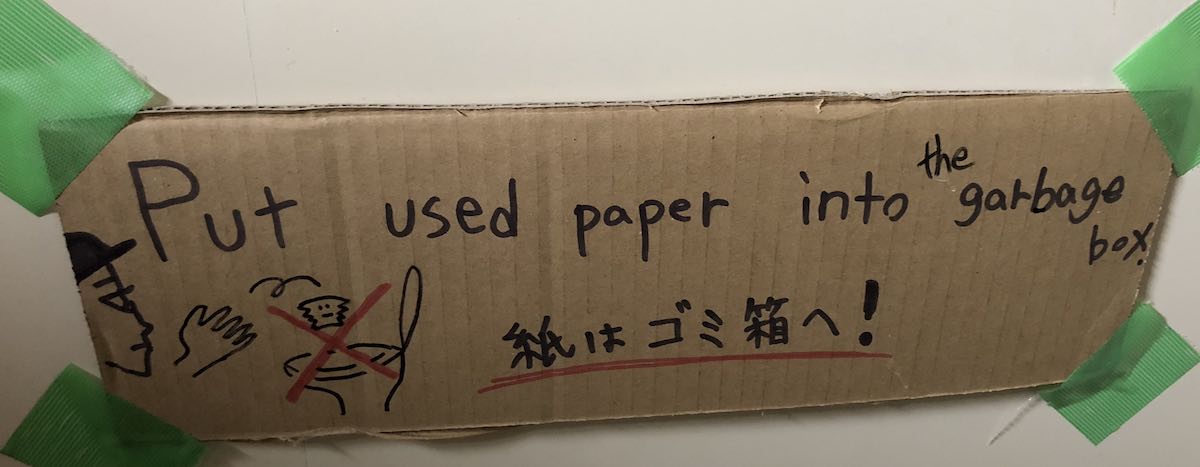 Put used paper into the garbage box.
紙はゴミ箱へ!